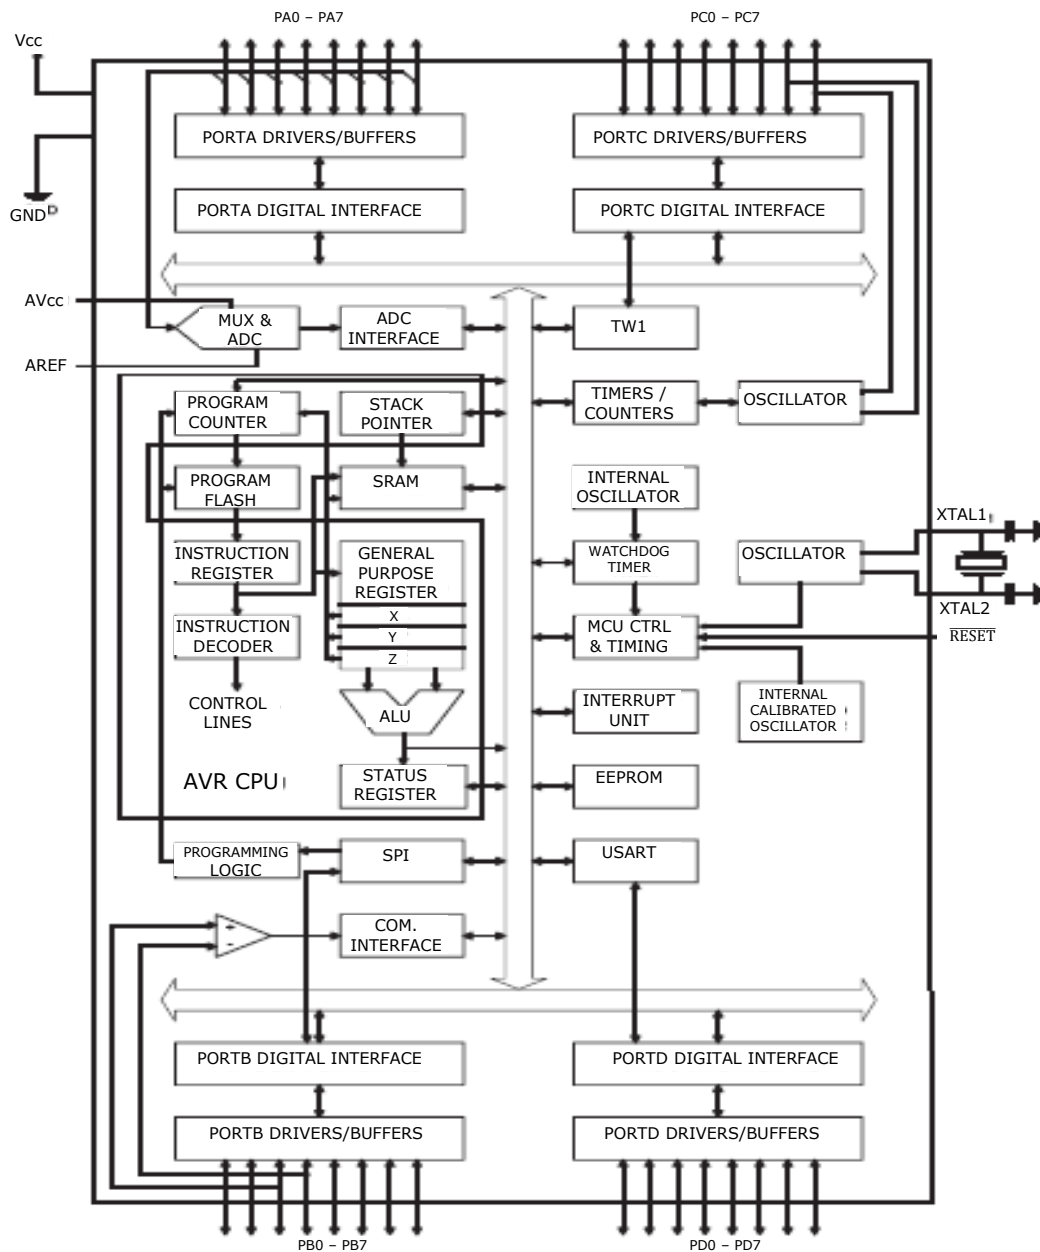 PA0 – PA7
PC0 – PC7
Vcc
PORTA DRIVERS/BUFFERS
PORTC DRIVERS/BUFFERS
GND
PORTA DIGITAL INTERFACE
PORTC DIGITAL INTERFACE
AVcc
MUX &
ADC
ADC
INTERFACE
TW1
AREF
PROGRAM
COUNTER
STACK
POINTER
TIMERS /
COUNTERS
OSCILLATOR
PROGRAM
FLASH
SRAM
INTERNAL
OSCILLATOR
XTAL1
INSTRUCTION
REGISTER
GENERAL
PURPOSE
REGISTER
WATCHDOG
TIMER
OSCILLATOR
X
Y
Z
XTAL2
INSTRUCTION
DECODER
MCU CTRL
& TIMING
RESET
CONTROL
LINES
ALU
INTERRUPT
UNIT
INTERNAL
CALIBRATED
OSCILLATOR
AVR CPU
STATUS
REGISTER
EEPROM
PROGRAMMING
LOGIC
SPI
USART
+
-
COM.
INTERFACE
PORTB DIGITAL INTERFACE
PORTD DIGITAL INTERFACE
PORTB DRIVERS/BUFFERS
PORTD DRIVERS/BUFFERS
PB0 – PB7
PD0 – PD7